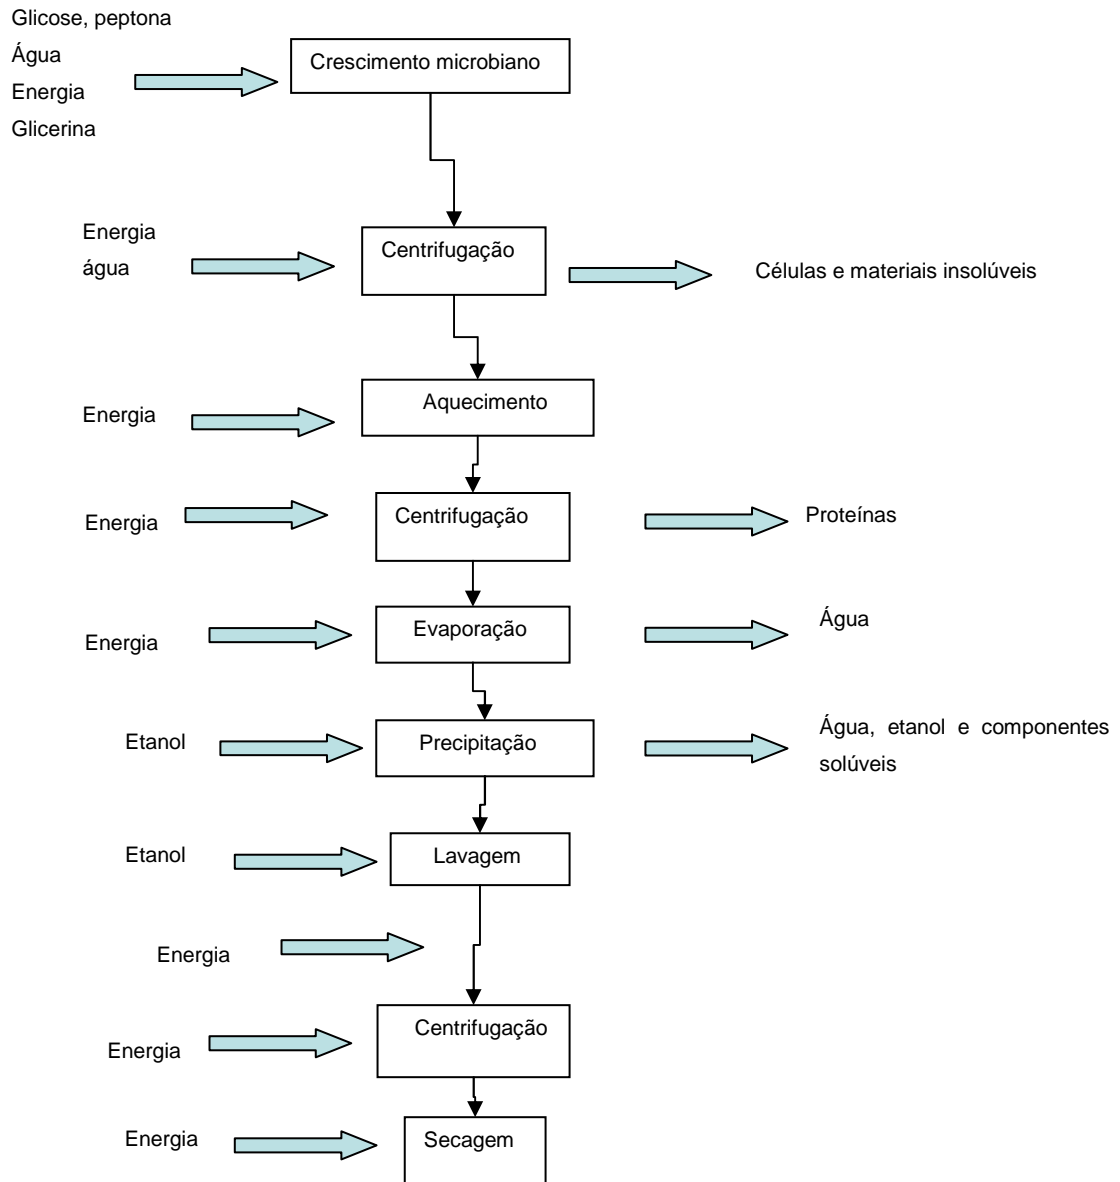 Glicose, peptona
Água
Energia
Glicerina
Crescimento microbiano
Energia
água
Centrifugação
Células e materiais insolúveis
Energia
Aquecimento
Energia
Centrifugação
Proteínas
Energia
Evaporação
Água
Etanol
Precipitação
Água, etanol e componentes
solúveis
Etanol
Lavagem
Energia
Energia
Centrifugação
Energia
Secagem